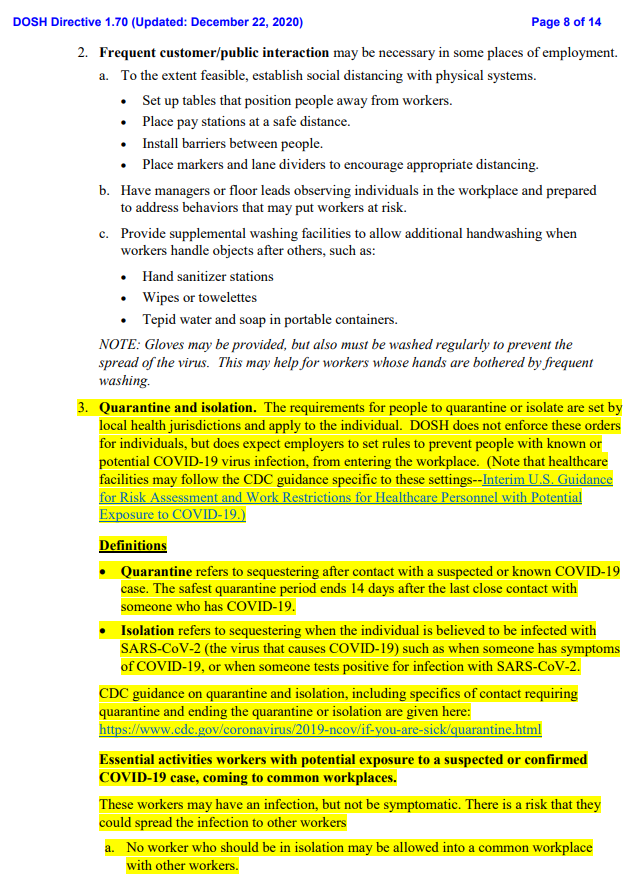 DOSH Directive 1.70 (Updated: December 22, 2020) Page 8 of 14
2. Frequent customer/public interaction may be necessary in some places of employment.
a. To the extent feasible, establish social distancing with physical systems.
• Set up tables that position people away from workers.
• Place pay stations at a safe distance.
• Install barriers between people.
• Place markers and lane dividers to encourage appropriate distancing.
b. Have managers or floor leads observing individuals in the workplace and prepared
to address behaviors that may put workers at risk.
c. Provide supplemental washing facilities to allow additional handwashing when
workers handle objects after others, such as:
• Hand sanitizer stations
• Wipes or towelettes
• Tepid water and soap in portable containers.
NOTE: Gloves may be provided, but also must be washed regularly to prevent the
spread of the virus. This may help for workers whose hands are bothered by frequent
washing.
3. Quarantine and isolation. The requirements for people to quarantine or isolate are set by
local health jurisdictions and apply to the individual. DOSH does not enforce these orders
for individuals, but does expect employers to set rules to prevent people with known or
potential COVID-19 virus infection, from entering the workplace. (Note that healthcare
facilities may follow the CDC guidance specific to these settings--Interim U.S. Guidance
for Risk Assessment and Work Restrictions for Healthcare Personnel with Potential
Exposure to COVID-19.)
Definitions
• Quarantine refers to sequestering after contact with a suspected or known COVID-19
case. The safest quarantine period ends 14 days after the last close contact with
someone who has COVID-19.
• Isolation refers to sequestering when the individual is believed to be infected with
SARS-CoV-2 (the virus that causes COVID-19) such as when someone has symptoms
of COVID-19, or when someone tests positive for infection with SARS-CoV-2.
CDC guidance on quarantine and isolation, including specifics of contact requiring
quarantine and ending the quarantine or isolation are given here:
https://www.cdc.gov/coronavirus/2019-ncov/if-you-are-sick/quarantine.html
Essential activities workers with potential exposure to a suspected or confirmed
COVID-19 case, coming to common workplaces.
These workers may have an infection, but not be symptomatic. There is a risk that they
could spread the infection to other workers
a. No worker who should be in isolation may be allowed into a common workplace
with other workers.